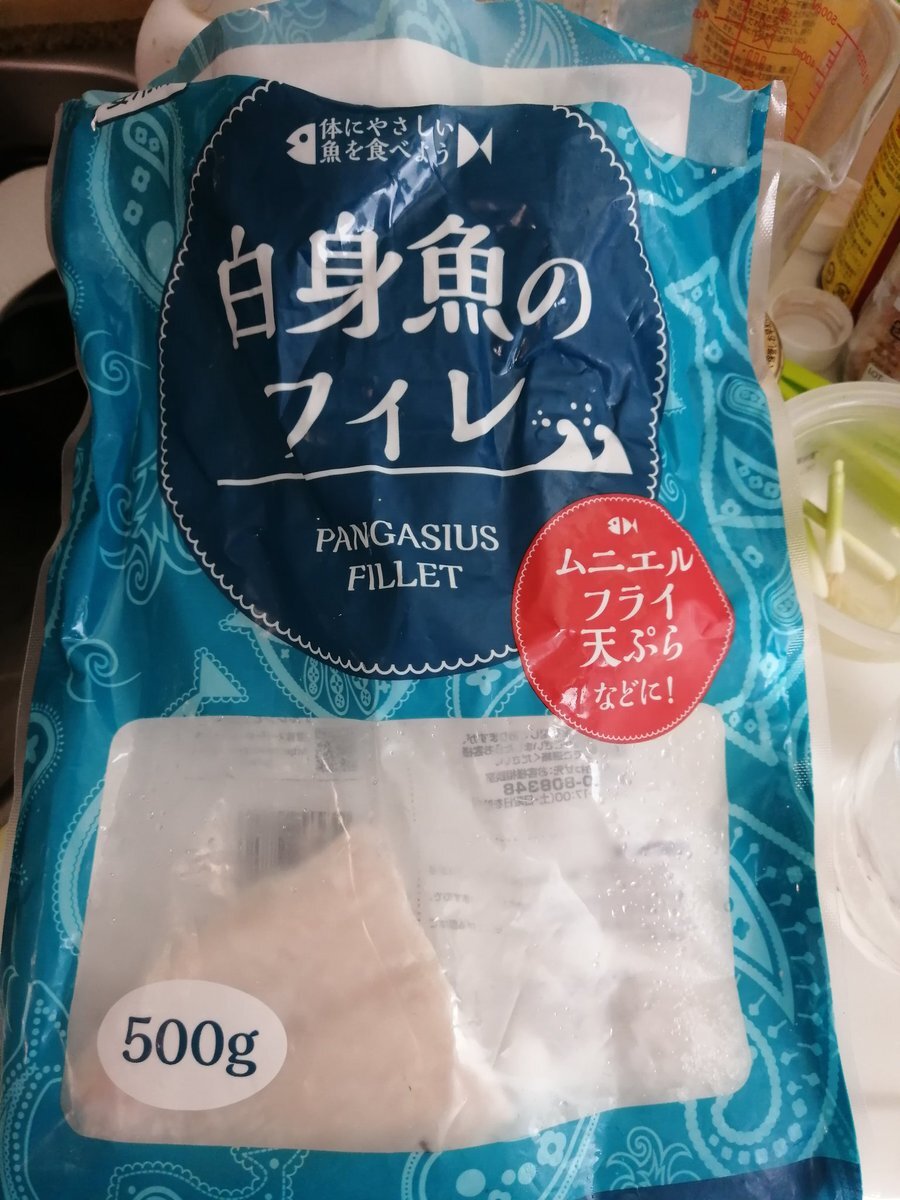 体にやさしい
魚を食べよう
白身魚の
フィレ
PANGASIUS
FILLET
ムニエル
フライ
天ぷら
などに!
500g